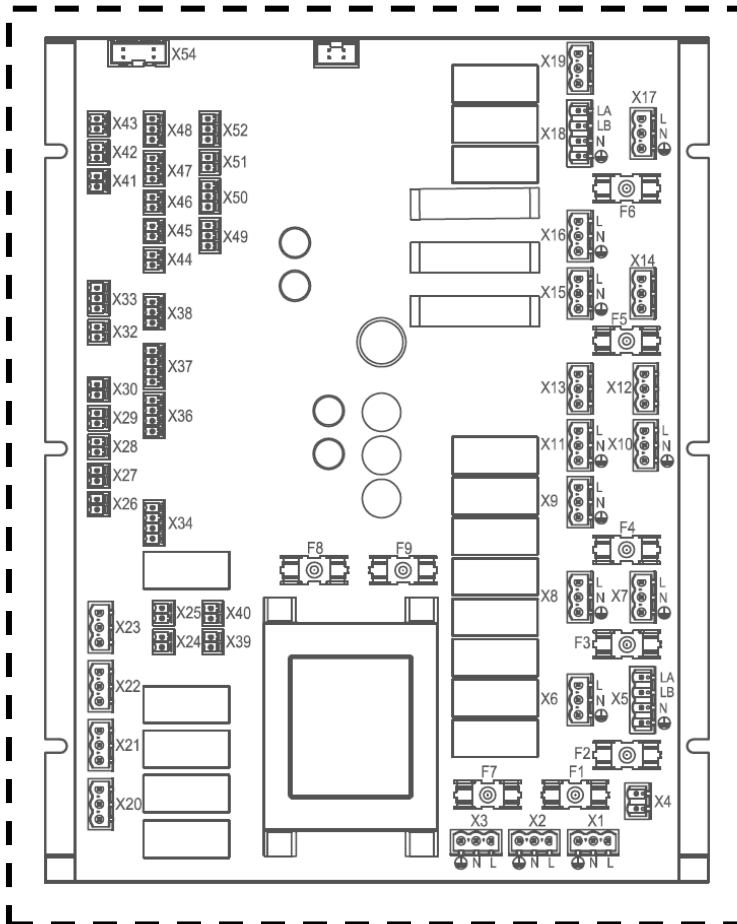 X54
X19
X43
X48
X52
LA
X17
L
LB
X42
X18
N
N
X47
X51
X41
X46
X50
F6
X45
X49
X16
L
N
X44
X14
X33
X15
L
N
X38
X32
F5
X37
X30
X13
X12
X29
X36
L
L
X28
X11
N
X10
N
X27
L
X26
X9
N
X34
F4
F8
F9
L
L
X8
N
X7
N
X25
X40
X23
X24
X39
F3
LA
X22
L
LB
X6
N
X5
N
X21
F2
F7
F1
X20
X4
X3
X2
X1
N L
N L
N L